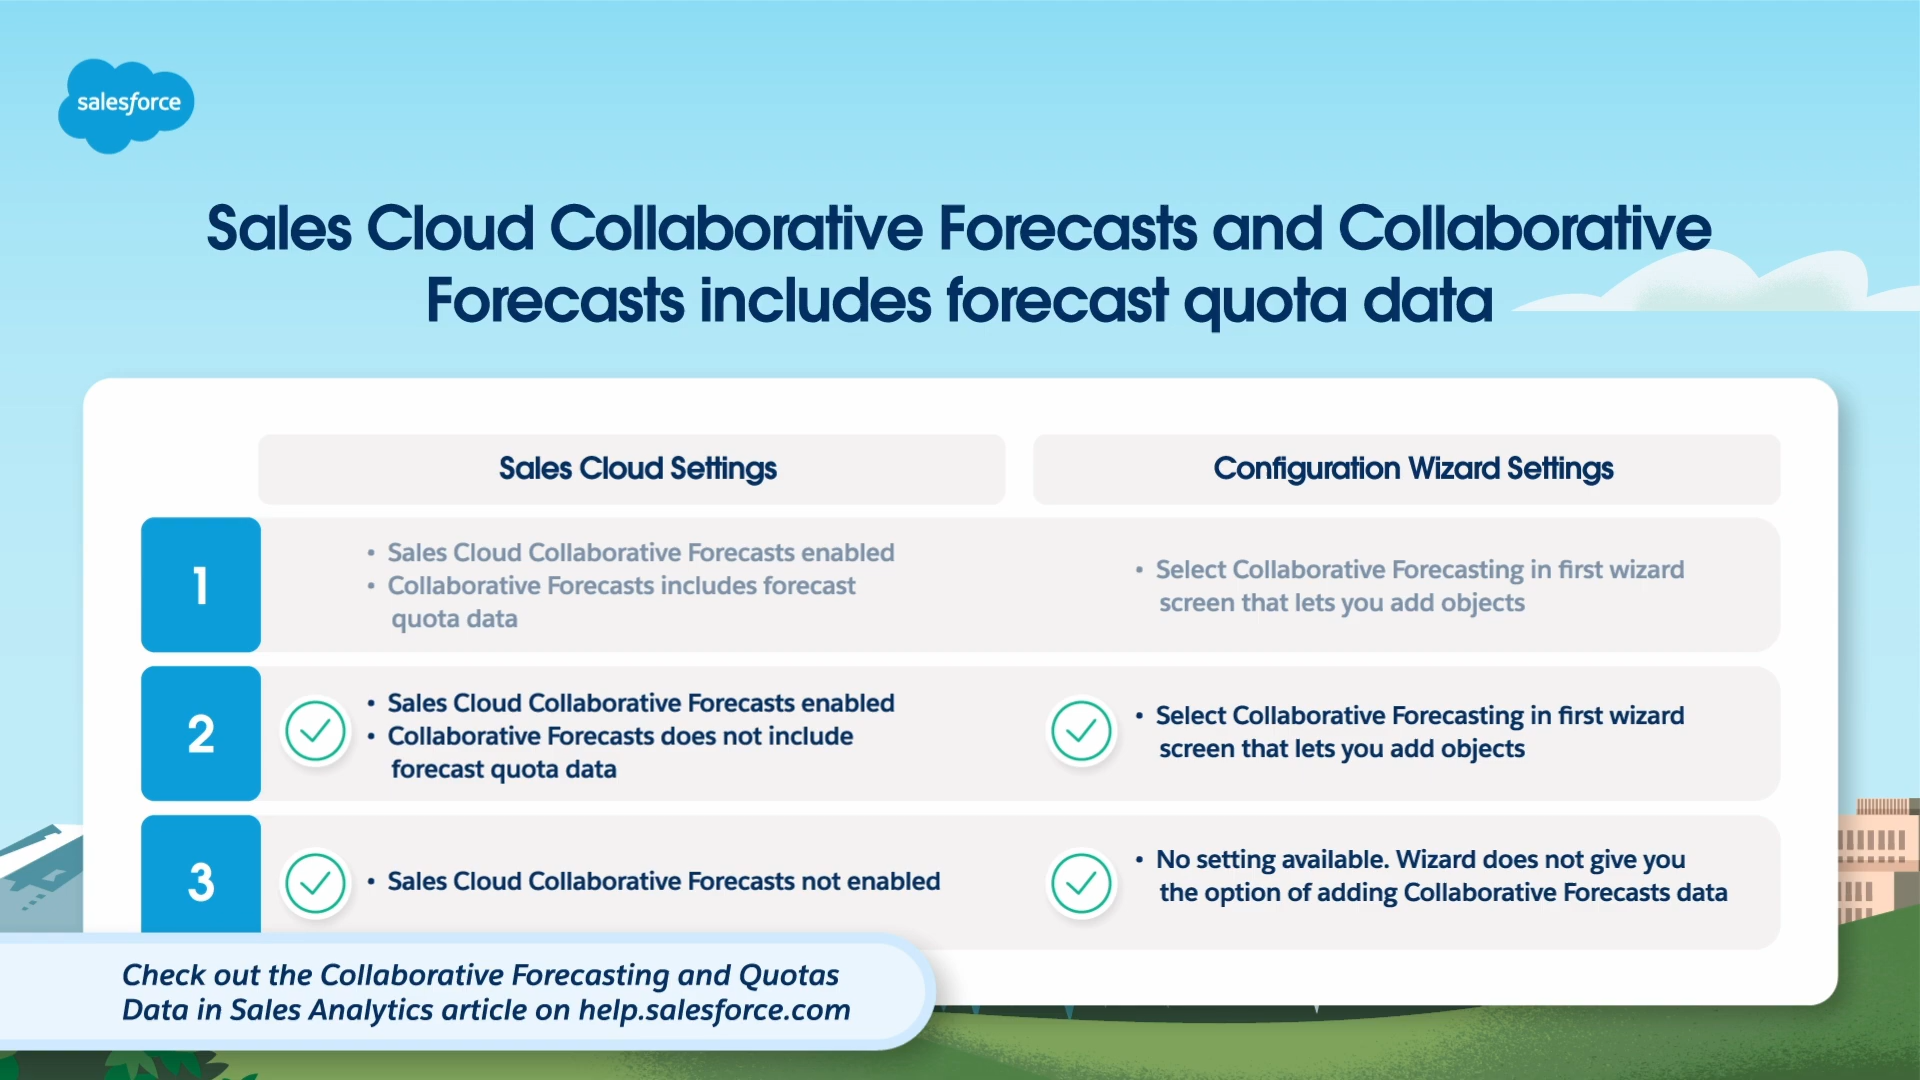 salesforce
Sales Cloud Collaborative Forecasts and Collaborative
Forecasts includes forecast quota data
Sales Cloud Settings
Configuration Wizard Settings
1
• Sales Cloud Collaborative Forecasts enabled
• Collaborative Forecasts includes forecast
quota data
• Select Collaborative Forecasting in first wizard
screen that lets you add objects
2
• Sales Cloud Collaborative Forecasts enabled
• Collaborative Forecasts does not include
forecast quota data
• Select Collaborative Forecasting in first wizard
screen that lets you add objects
3
• Sales Cloud Collaborative Forecasts not enabled
• No setting available. Wizard does not give you
the option of adding Collaborative Forecasts data
Check out the Collaborative Forecasting and Quotas
Data in Sales Analytics article on help.salesforce.com